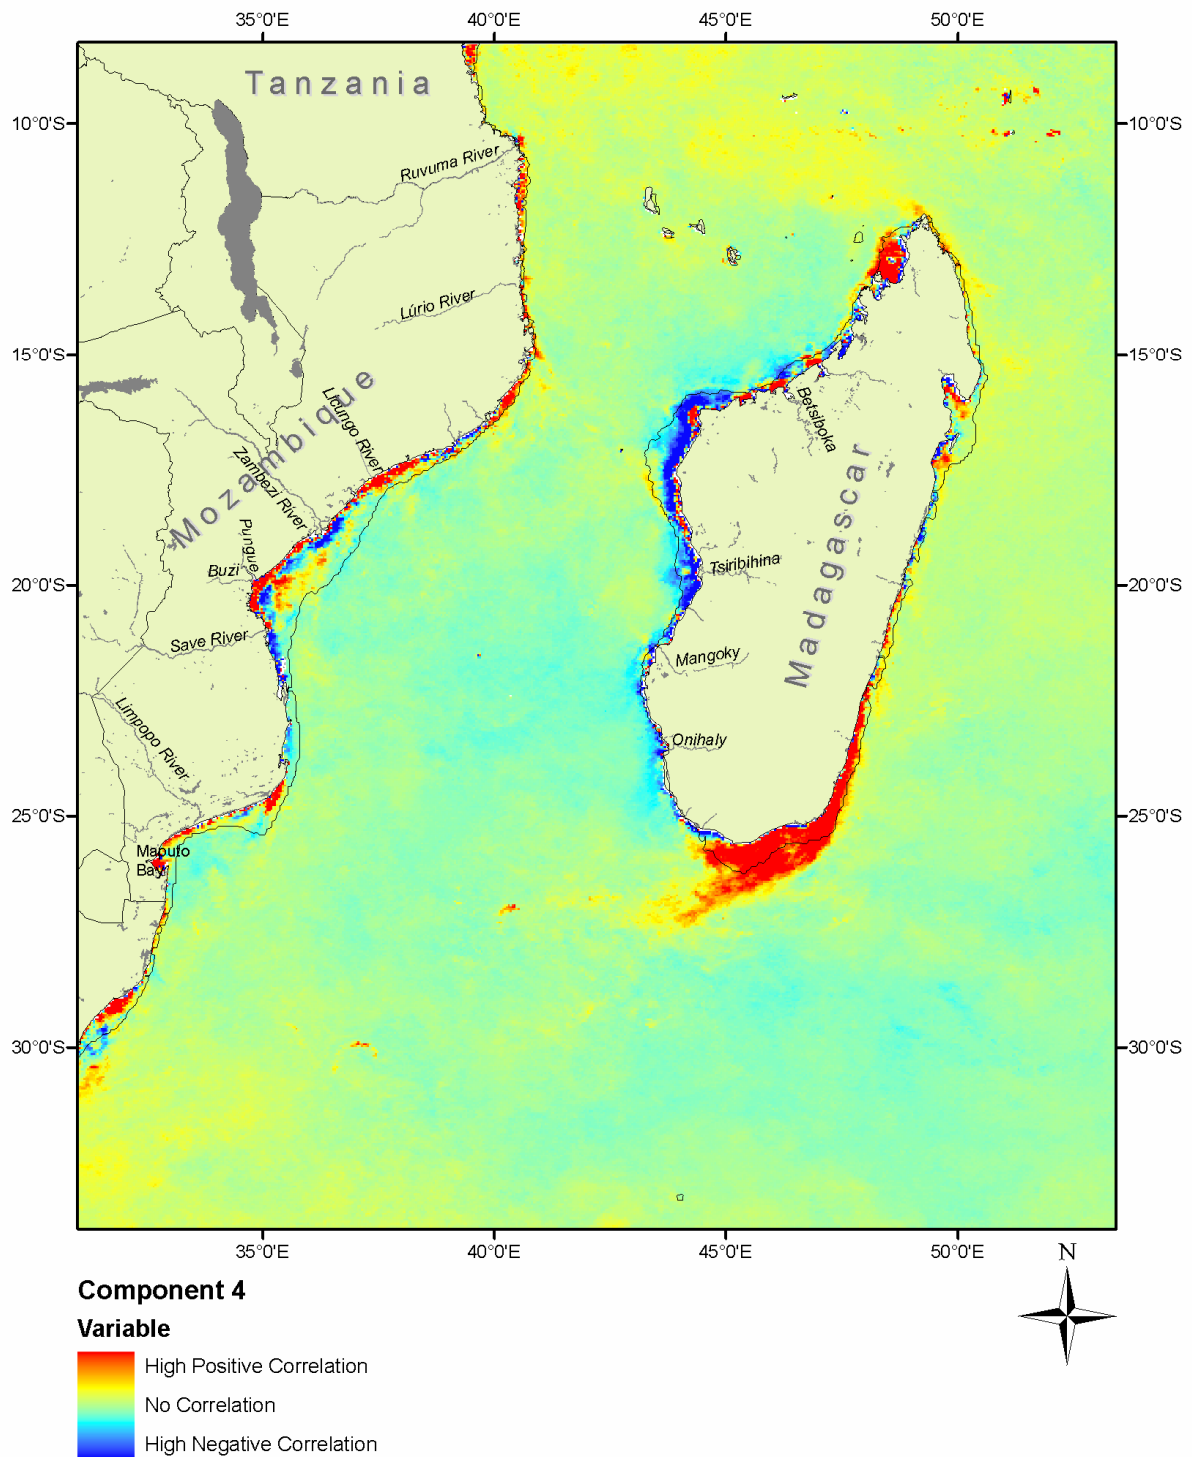 35°0'E 40°0'E 45°0'E 50°0'E
Tanzania
10°0'S 10°0'S
Ruvuma River
Lúrio River
15°0'S 15°0'S
Mozambique
Licungo River
Betsiboka
Zambezi River
Madagascar
Pungue
Buzi
Tsiribihina
20°0'S 20°0'S
Save River
Mangoky
Limpopo River
Onihaly
25°0'S 25°0'S
Maputo
Bay
30°0'S 30°0'S
35°0'E 40°0'E 45°0'E 50°0'E
N
Component 4
Variable
High Positive Correlation
No Correlation
High Negative Correlation